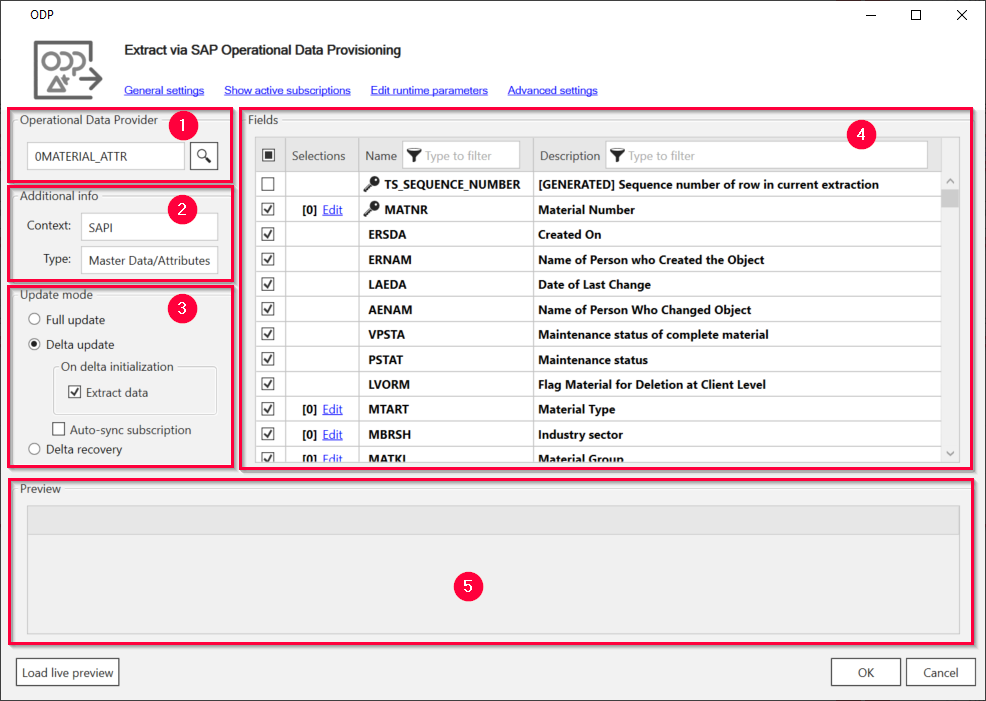 ODP
Extract via SAP Operational Data Provisioning
General settings Show active subscriptions Edit runtime parameters Advanced settings
Operational Data Provider 1
0MATERIAL_ATTR
Additional info 2
Context: SAPI
Type: Master Data/Attributes
Update mode 3
Full update
Delta update
On delta initialization
Extract data
Auto-sync subscription
Delta recovery
Fields 4
Selections Name Type to filter Description Type to filter
TS_SEQUENCE_NUMBER [GENERATED] Sequence number of row in current extraction
[0] Edit MATNR Material Number
ERSDA Created On
ERNAM Name of Person who Created the Object
LAEDA Date of Last Change
AENAM Name of Person Who Changed Object
VPSTA Maintenance status of complete material
PSTAT Maintenance status
LVORM Flag Material for Deletion at Client Level
[0] Edit MTART Material Type
[0] Edit MBRSH Industry sector
[0] Edit MATKL Material Group
Preview
5
Load live preview OK Cancel